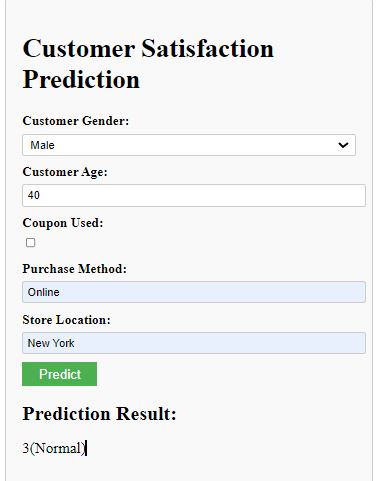 Customer Satisfaction
Prediction
Customer Gender:
Male
Customer Age:
40
Coupon Used:
Purchase Method:
Online
Store Location:
New York
Predict
Prediction Result:
3(Normal)